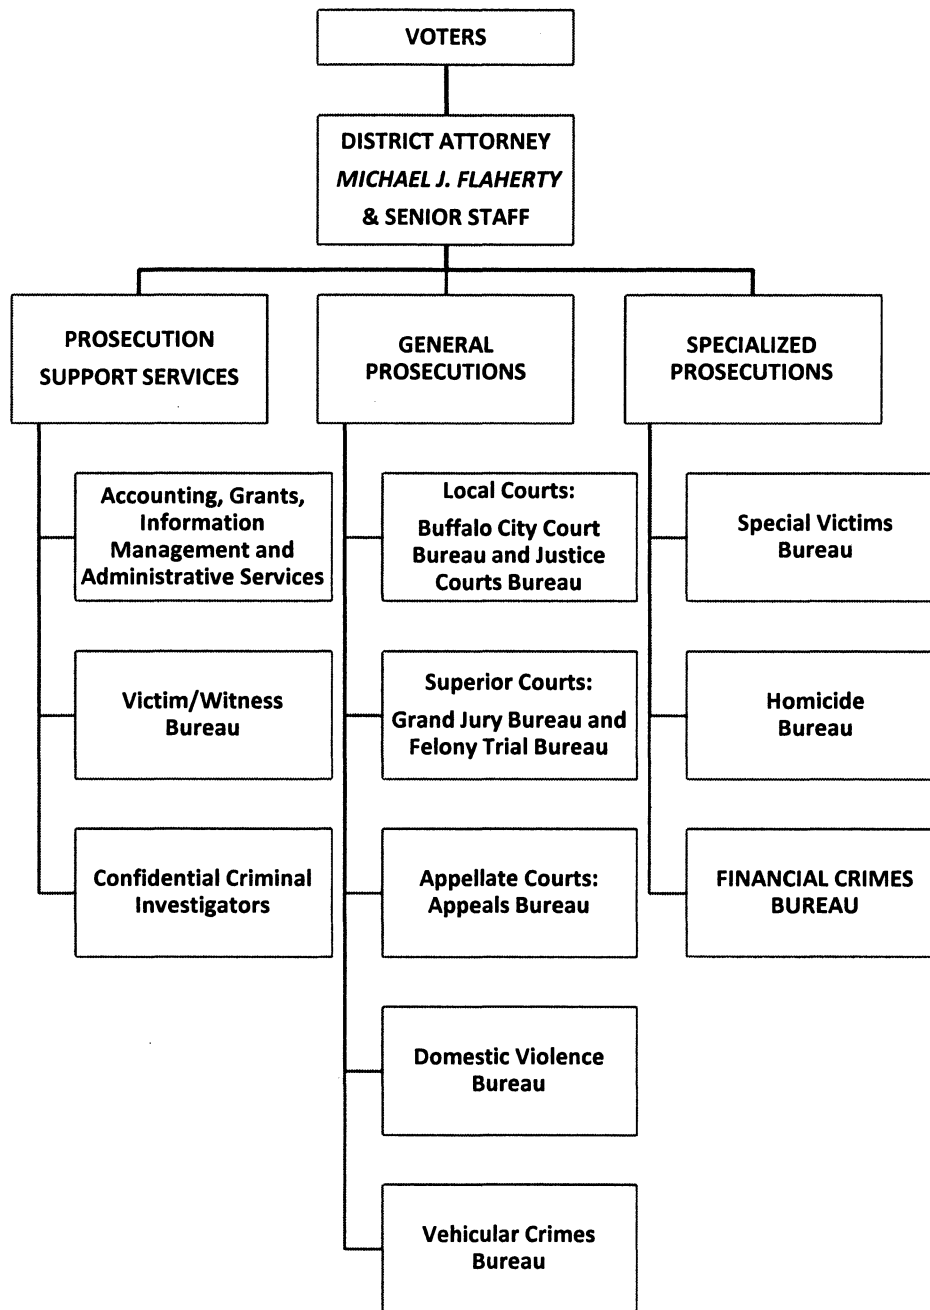 VOTERS
DISTRICT ATTORNEY
MICHAEL J. FLAHERTY
& SENIOR STAFF
PROSECUTION
SUPPORT SERVICES
Accounting, Grants,
Information
Management and
Administrative Services
Victim/Witness
Bureau
Confidential Criminal
Investigators
GENERAL
PROSECUTIONS
Local Courts:
Buffalo City Court
Bureau and Justice
Courts Bureau
Superior Courts:
Grand Jury Bureau and
Felony Trial Bureau
Appellate Courts:
Appeals Bureau
Domestic Violence
Bureau
Vehicular Crimes
Bureau
SPECIALIZED
PROSECUTIONS
Special Victims
Bureau
Homicide
Bureau
FINANCIAL CRIMES
BUREAU